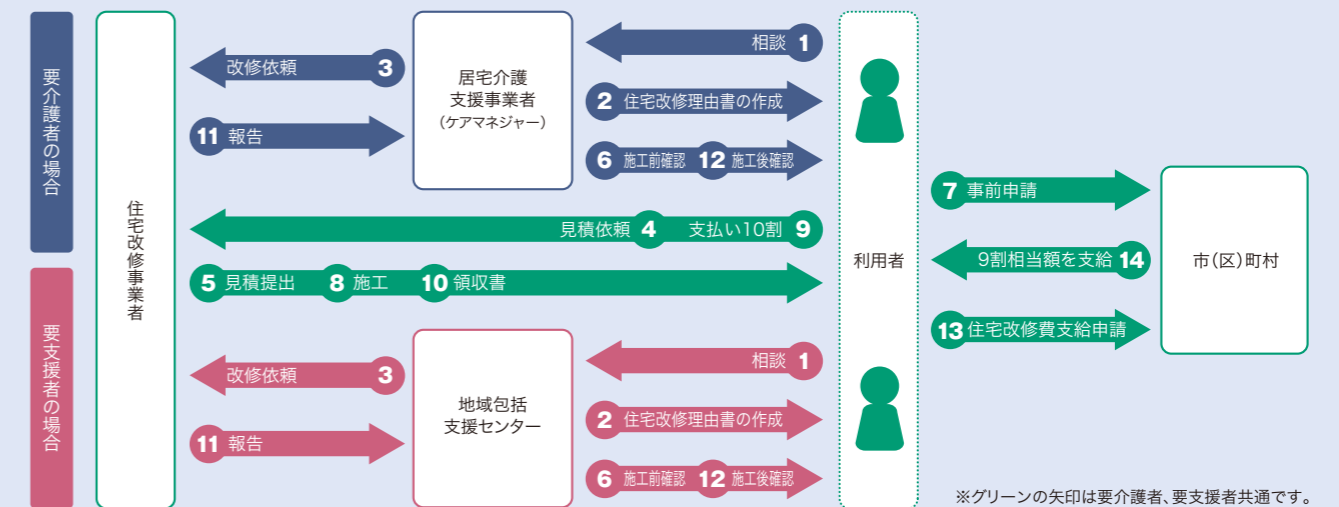 要介護者の場合
要支援者の場合
住宅改修事業者
改修依頼 3
11 報告
居宅介護
支援事業者
（ケアマネジャー）
相談 1
2 住宅改修理由書の作成
6 施工前確認 12 施工後確認
見積依頼 4 支払い10割 9
5 見積提出 8 施工 10 領収書
改修依頼 3
11 報告
地域包括
支援センター
相談 1
2 住宅改修理由書の作成
6 施工前確認 12 施工後確認
利用者
7 事前申請
9割相当額を支給 14
13 住宅改修費支給申請
市（区）町村
※グリーンの矢印は要介護者、要支援者共通です。